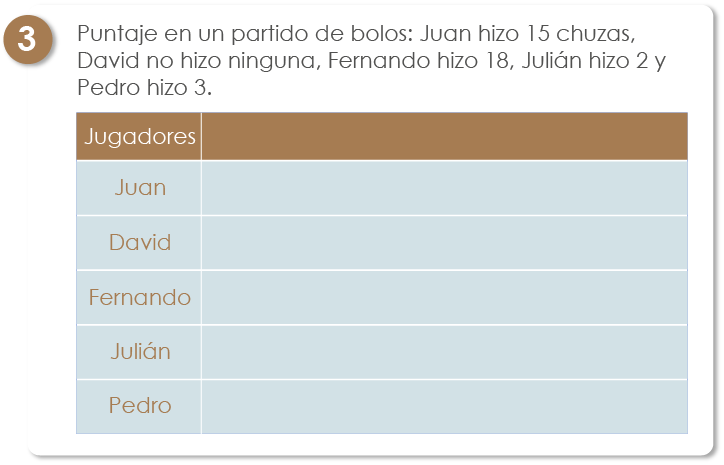 3
Puntaje en un partido de bolos: Juan hizo 15 chuzas,
David no hizo ninguna, Fernando hizo 18, Julián hizo 2 y
Pedro hizo 3.
Jugadores
Juan
David
Fernando
Julián
Pedro